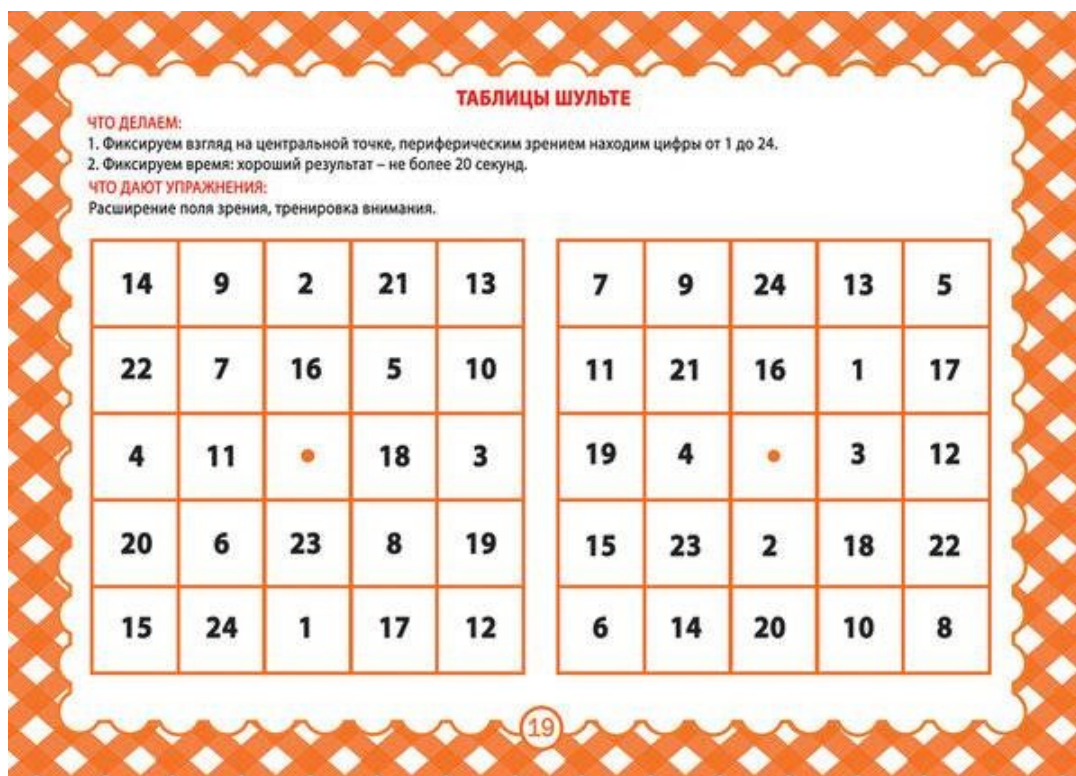 ТАБЛИЦЫ ШУЛЬТЕ
ЧТО ДЕЛАЕМ:
1. Фиксируем взгляд на центральной точке, периферическим зрением находим цифры от 1 до 24.
2. Фиксируем время: хороший результат – не более 20 секунд.
ЧТО ДАЮТ УПРАЖНЕНИЯ:
Расширение поля зрения, тренировка внимания.
14 9 2 21 13
22 7 16 5 10
4 11 • 18 3
20 6 23 8 19
15 24 1 17 12
7 9 24 13 5
11 21 16 1 17
19 4 • 3 12
15 23 2 18 22
6 14 20 10 8
19